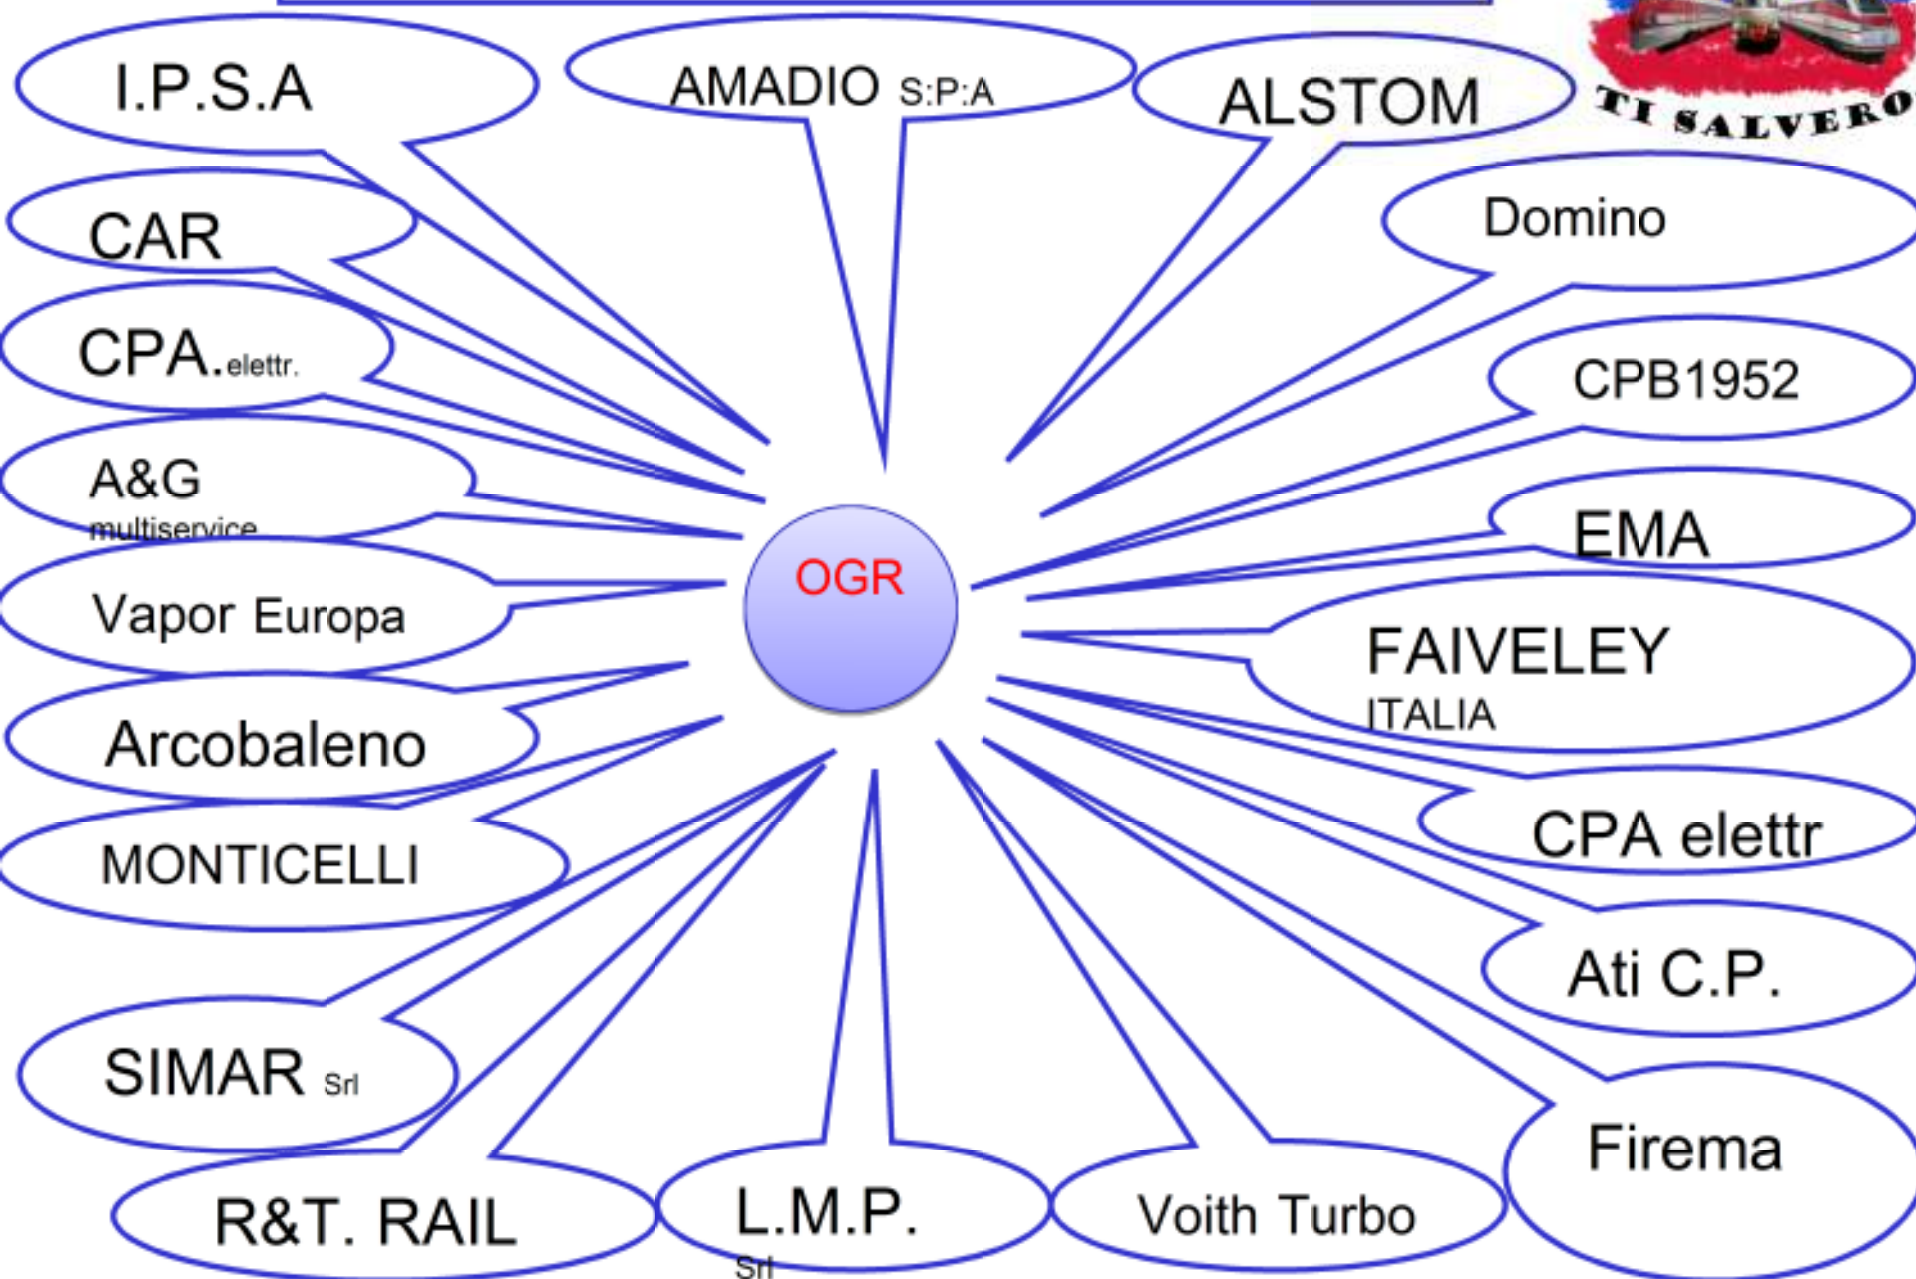 I.P.S.A
AMADIO S:P:A
ALSTOM
TI SALVERO
CAR
Domino
CPA.elettr.
CPB1952
A&G
multiservice
EMA
OGR
Vapor Europa
FAIVELEY
ITALIA
Arcobaleno
CPA elettr
MONTICELLI
Ati C.P.
SIMAR Srl
Firema
R&T. RAIL
L.M.P.
Srl
Voith Turbo